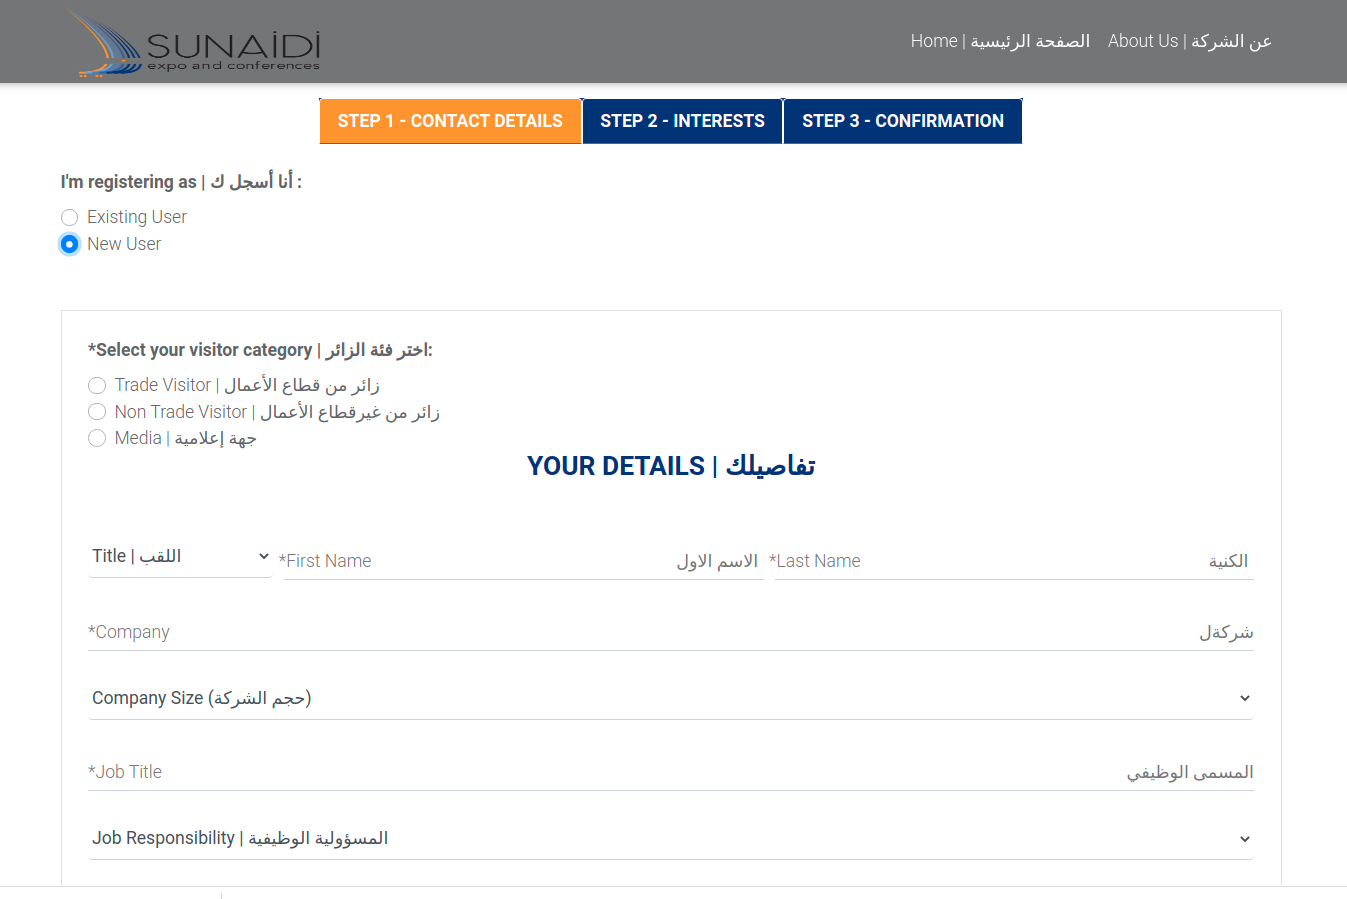 SUNAIDI
expo and conferences
Home | الصفحة الرئيسية
About Us | عن الشركة
STEP 1 - CONTACT DETAILS
STEP 2 - INTERESTS
STEP 3 - CONFIRMATION
I'm registering as | أنا أسجل ك :
Existing User
New User
*Select your visitor category | اختر فئة الزائر:
Trade Visitor | زائر من قطاع الأعمال
Non Trade Visitor | زائر من غيرقطاع الأعمال
Media | جهة إعلامية
YOUR DETAILS | تفاصيلك
Title | اللقب
*First Name الاسم الاول
*Last Name الكنية
*Company شركةل
Company Size (حجم الشركة)
*Job Title المسمى الوظيفي
Job Responsibility | المسؤولية الوظيفية